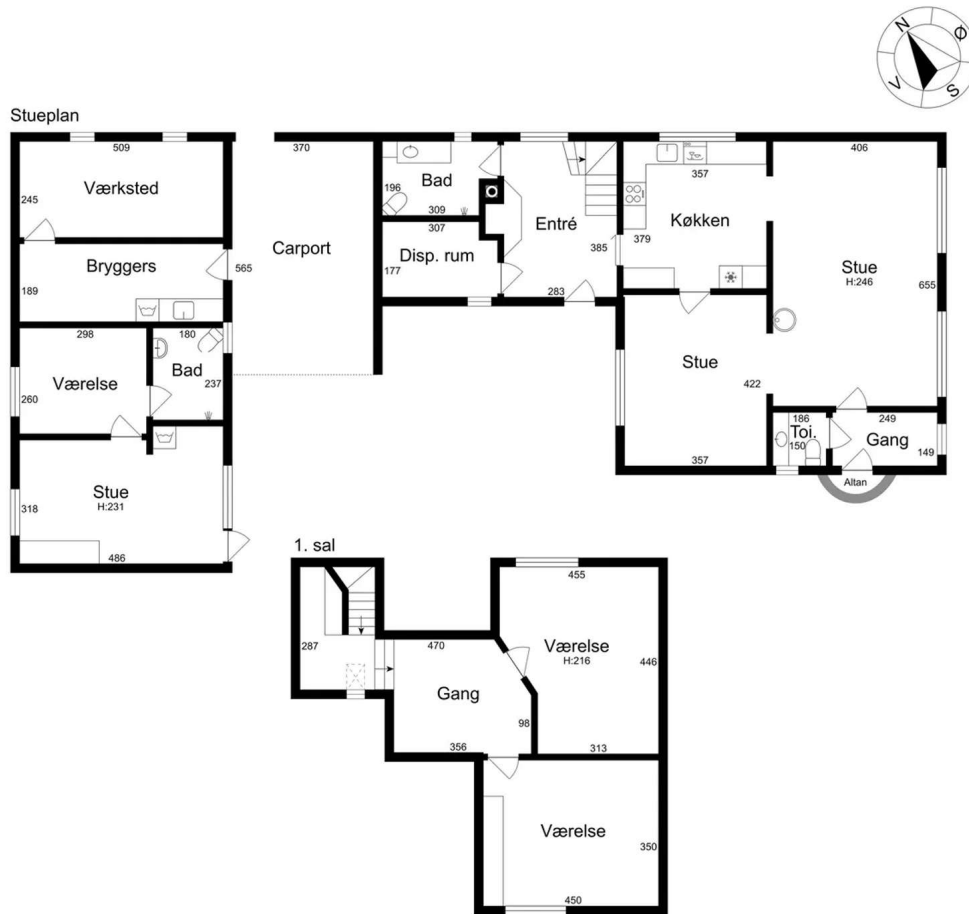 N
Ø
V
S
Stueplan
509
370
357
406
Værksted
245
196
Bad
309
307
Entré
385
379
Køkken
Carport
Disp. rum
177
283
Bryggers
189
565
Stue
H:246
655
298
180
Værelse
260
Bad
237
Stue
422
357
186
Toi.
150
249
Gang
149
Altan
Stue
H:231
318
486
1. sal
455
287
470
Værelse
H:216
446
Gang
98
356
313
Værelse
350
450